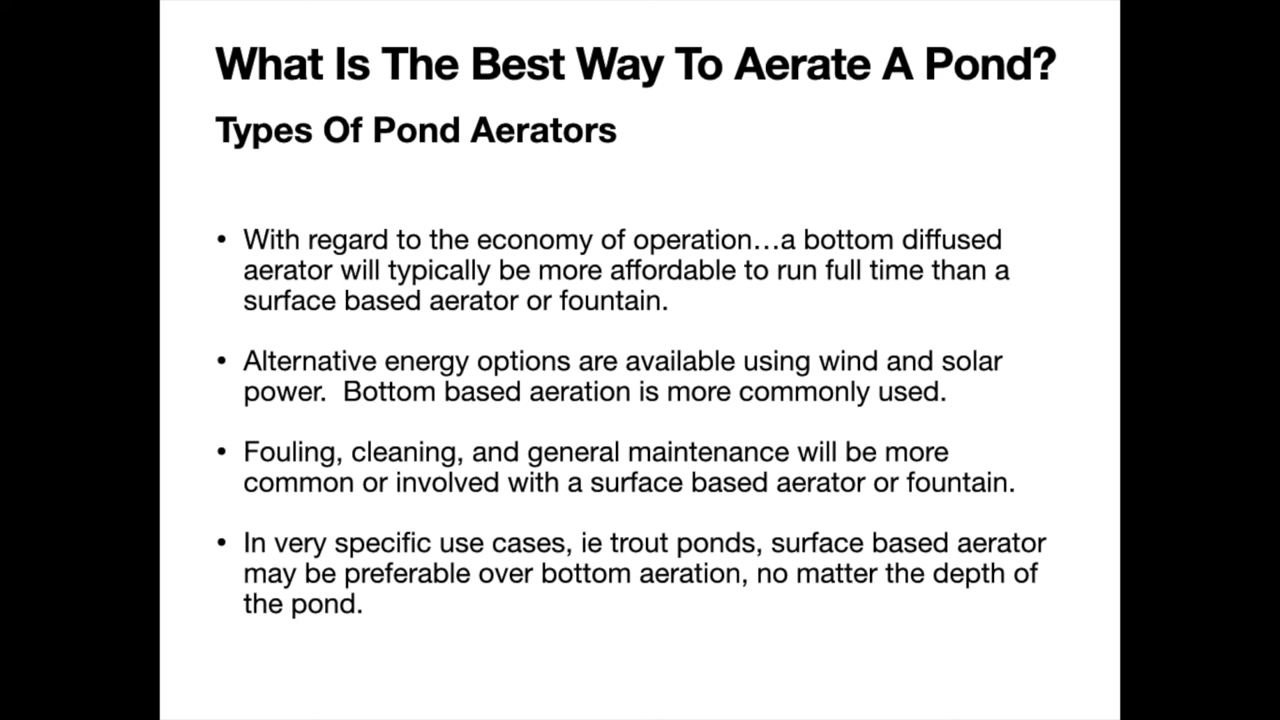 What Is The Best Way To Aerate A Pond?
Types Of Pond Aerators
• With regard to the economy of operation…a bottom diffused
aerator will typically be more affordable to run full time than a
surface based aerator or fountain.
• Alternative energy options are available using wind and solar
power.  Bottom based aeration is more commonly used.
• Fouling, cleaning, and general maintenance will be more
common or involved with a surface based aerator or fountain.
• In very specific use cases, ie trout ponds, surface based aerator
may be preferable over bottom aeration, no matter the depth of
the pond.